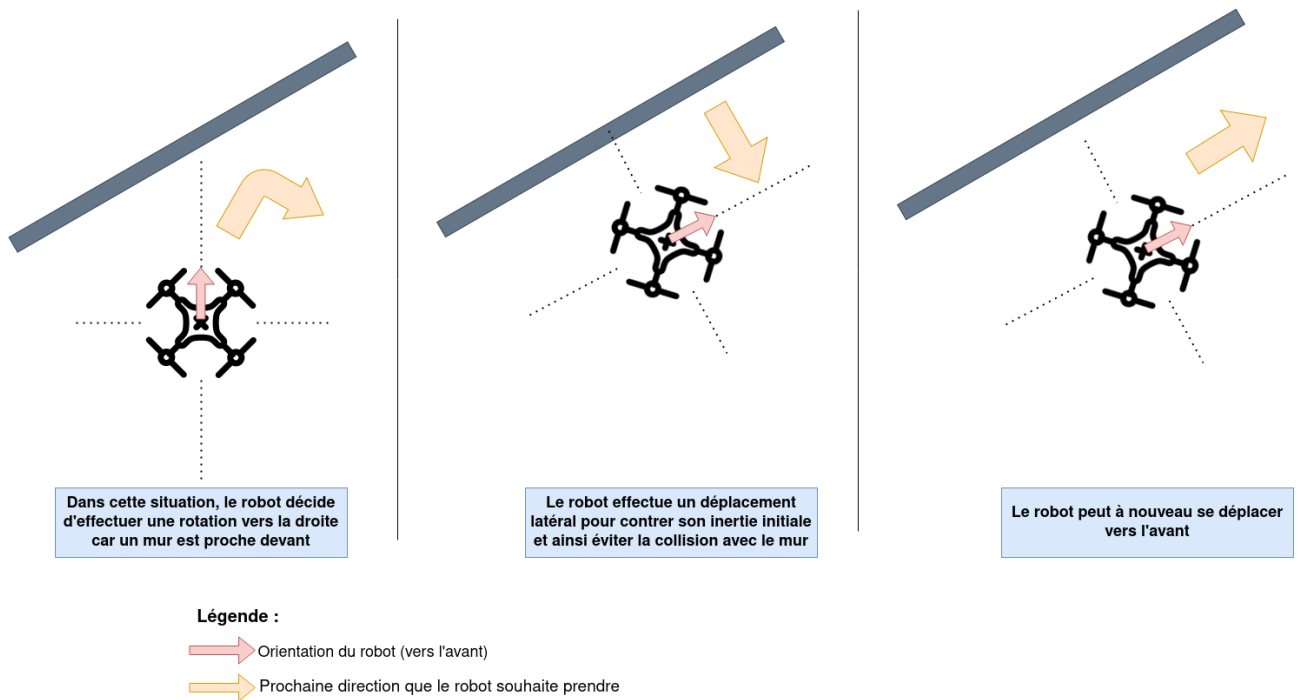 Dans cette situation, le robot décide
d'effectuer une rotation vers la droite
car un mur est proche devant
Le robot effectue un déplacement
latéral pour contrer son inertie initiale
et ainsi éviter la collision avec le mur
Le robot peut à nouveau se déplacer
vers l'avant
Légende :
Orientation du robot (vers l'avant)
Prochaine direction que le robot souhaite prendre